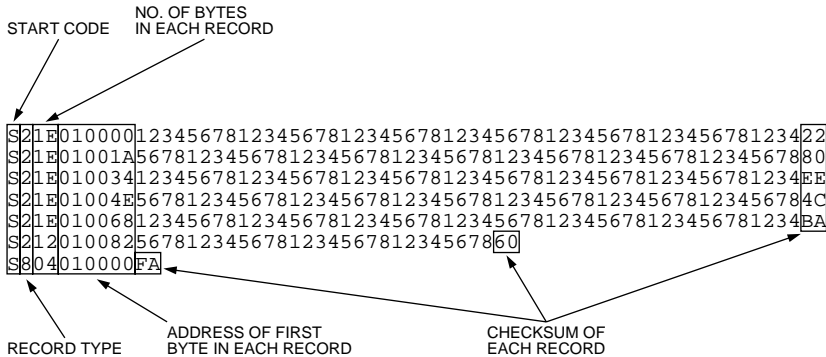 NO. OF BYTES
START CODE IN EACH RECORD
S21E010000123456781234567812345678123456781234567812345678123422
S21E01001A567812345678123456781234567812345678123456781234567880
S21E0100341234567812345678123456781234567812345678123456781234EE
S21E01004E56781234567812345678123456781234567812345678123456784C
S21E0100681234567812345678123456781234567812345678123456781234BA
S212010082567812345678123456781234567860
S804010000FA
ADDRESS OF FIRST CHECKSUM OF
RECORD TYPE BYTE IN EACH RECORD EACH RECORD